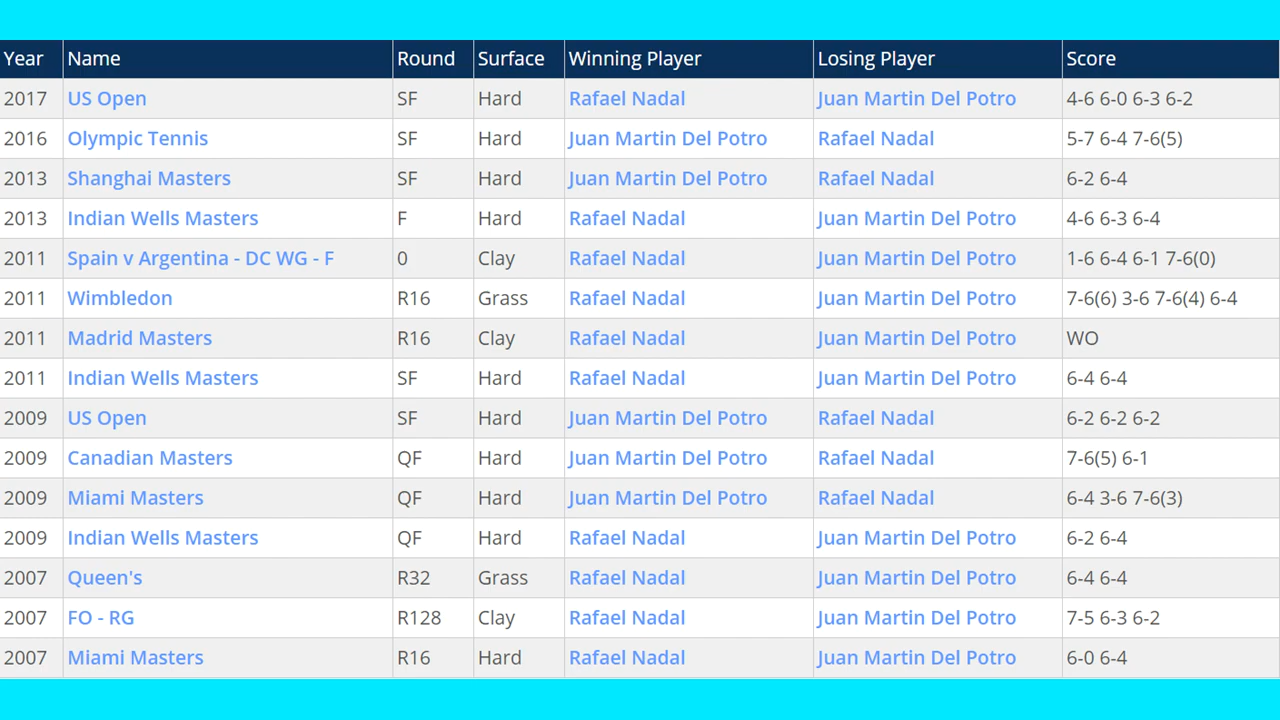 Year Name Round Surface Winning Player Losing Player Score
2017 US Open SF Hard Rafael Nadal Juan Martin Del Potro 4-6 6-0 6-3 6-2
2016 Olympic Tennis SF Hard Juan Martin Del Potro Rafael Nadal 5-7 6-4 7-6(5)
2013 Shanghai Masters SF Hard Juan Martin Del Potro Rafael Nadal 6-2 6-4
2013 Indian Wells Masters F Hard Rafael Nadal Juan Martin Del Potro 4-6 6-3 6-4
2011 Spain v Argentina - DC WG - F 0 Clay Rafael Nadal Juan Martin Del Potro 1-6 6-4 6-1 7-6(0)
2011 Wimbledon R16 Grass Rafael Nadal Juan Martin Del Potro 7-6(6) 3-6 7-6(4) 6-4
2011 Madrid Masters R16 Clay Rafael Nadal Juan Martin Del Potro WO
2011 Indian Wells Masters SF Hard Rafael Nadal Juan Martin Del Potro 6-4 6-4
2009 US Open SF Hard Juan Martin Del Potro Rafael Nadal 6-2 6-2 6-2
2009 Canadian Masters QF Hard Juan Martin Del Potro Rafael Nadal 7-6(5) 6-1
2009 Miami Masters QF Hard Juan Martin Del Potro Rafael Nadal 6-4 3-6 7-6(3)
2009 Indian Wells Masters QF Hard Rafael Nadal Juan Martin Del Potro 6-2 6-4
2007 Queen's R32 Grass Rafael Nadal Juan Martin Del Potro 6-4 6-4
2007 FO - RG R128 Clay Rafael Nadal Juan Martin Del Potro 7-5 6-3 6-2
2007 Miami Masters R16 Hard Rafael Nadal Juan Martin Del Potro 6-0 6-4